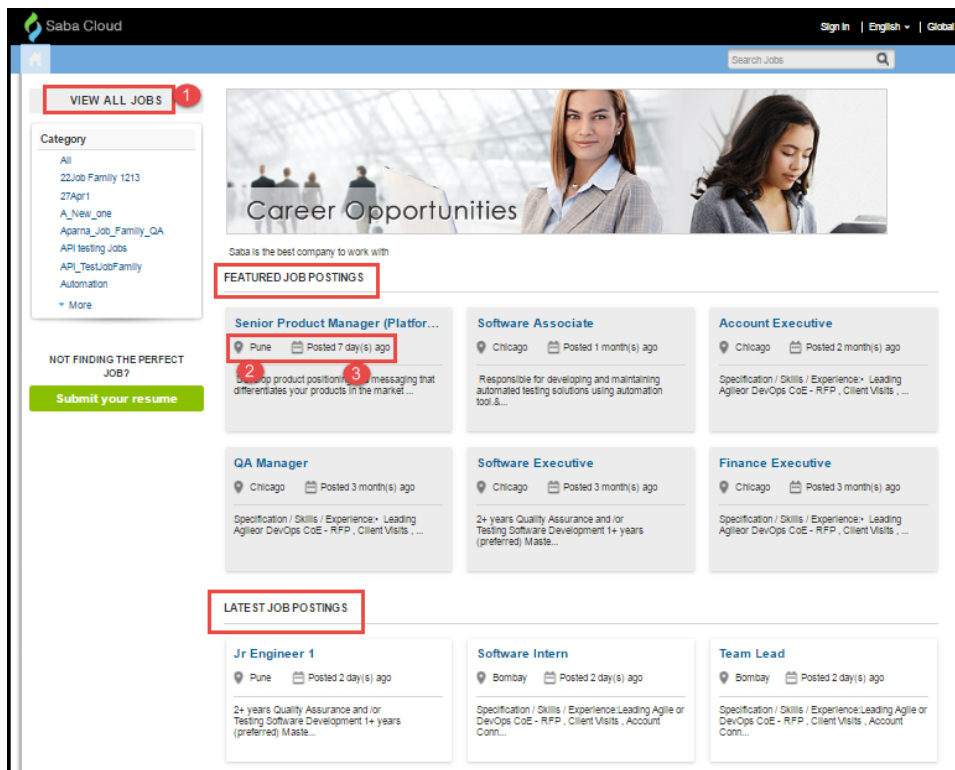 Saba Cloud
Sign In | English | Global
Search Jobs
VIEW ALL JOBS
1
Category
All
22Job Family 1213
27Apr1
A_New_one
Aparna_Job_Family_QA
API testing Jobs
API_TestJobFamily
Automation
More
NOT FINDING THE PERFECT
JOB?
Submit your resume
Career Opportunities
Saba is the best company to work with
FEATURED JOB POSTINGS
Senior Product Manager (Platfor...
Pune Posted 7 day(s) ago
2
3
product positioning messaging that
differentiates your products in the market ...
Software Associate
Chicago Posted 1 month(s) ago
Responsible for developing and maintaining
automated testing solutions using automation
tool.&...
Account Executive
Chicago Posted 2 month(s) ago
Specification / Skills / Experience:• Leading
Agileor DevOps CoE - RFP , Client Visits , ...
QA Manager
Chicago Posted 3 month(s) ago
Specification / Skills / Experience:• Leading
Agileor DevOps CoE - RFP , Client Visits , ...
Software Executive
Chicago Posted 3 month(s) ago
2+ years Quality Assurance and /or
Testing Software Development 1+ years
(preferred) Maste...
Finance Executive
Chicago Posted 3 month(s) ago
Specification / Skills / Experience:• Leading
Agileor DevOps CoE - RFP , Client Visits , ...
LATEST JOB POSTINGS
Jr Engineer 1
Pune Posted 2 day(s) ago
2+ years Quality Assurance and /or
Testing Software Development 1+ years
(preferred) Maste...
Software Intern
Bombay Posted 2 day(s) ago
Specification / Skills / Experience:Leading Agile or
DevOps CoE - RFP , Client Visits , Account
Conn...
Team Lead
Bombay Posted 2 day(s) ago
Specification / Skills / Experience:Leading Agile or
DevOps CoE - RFP , Client Visits , Account
Conn...